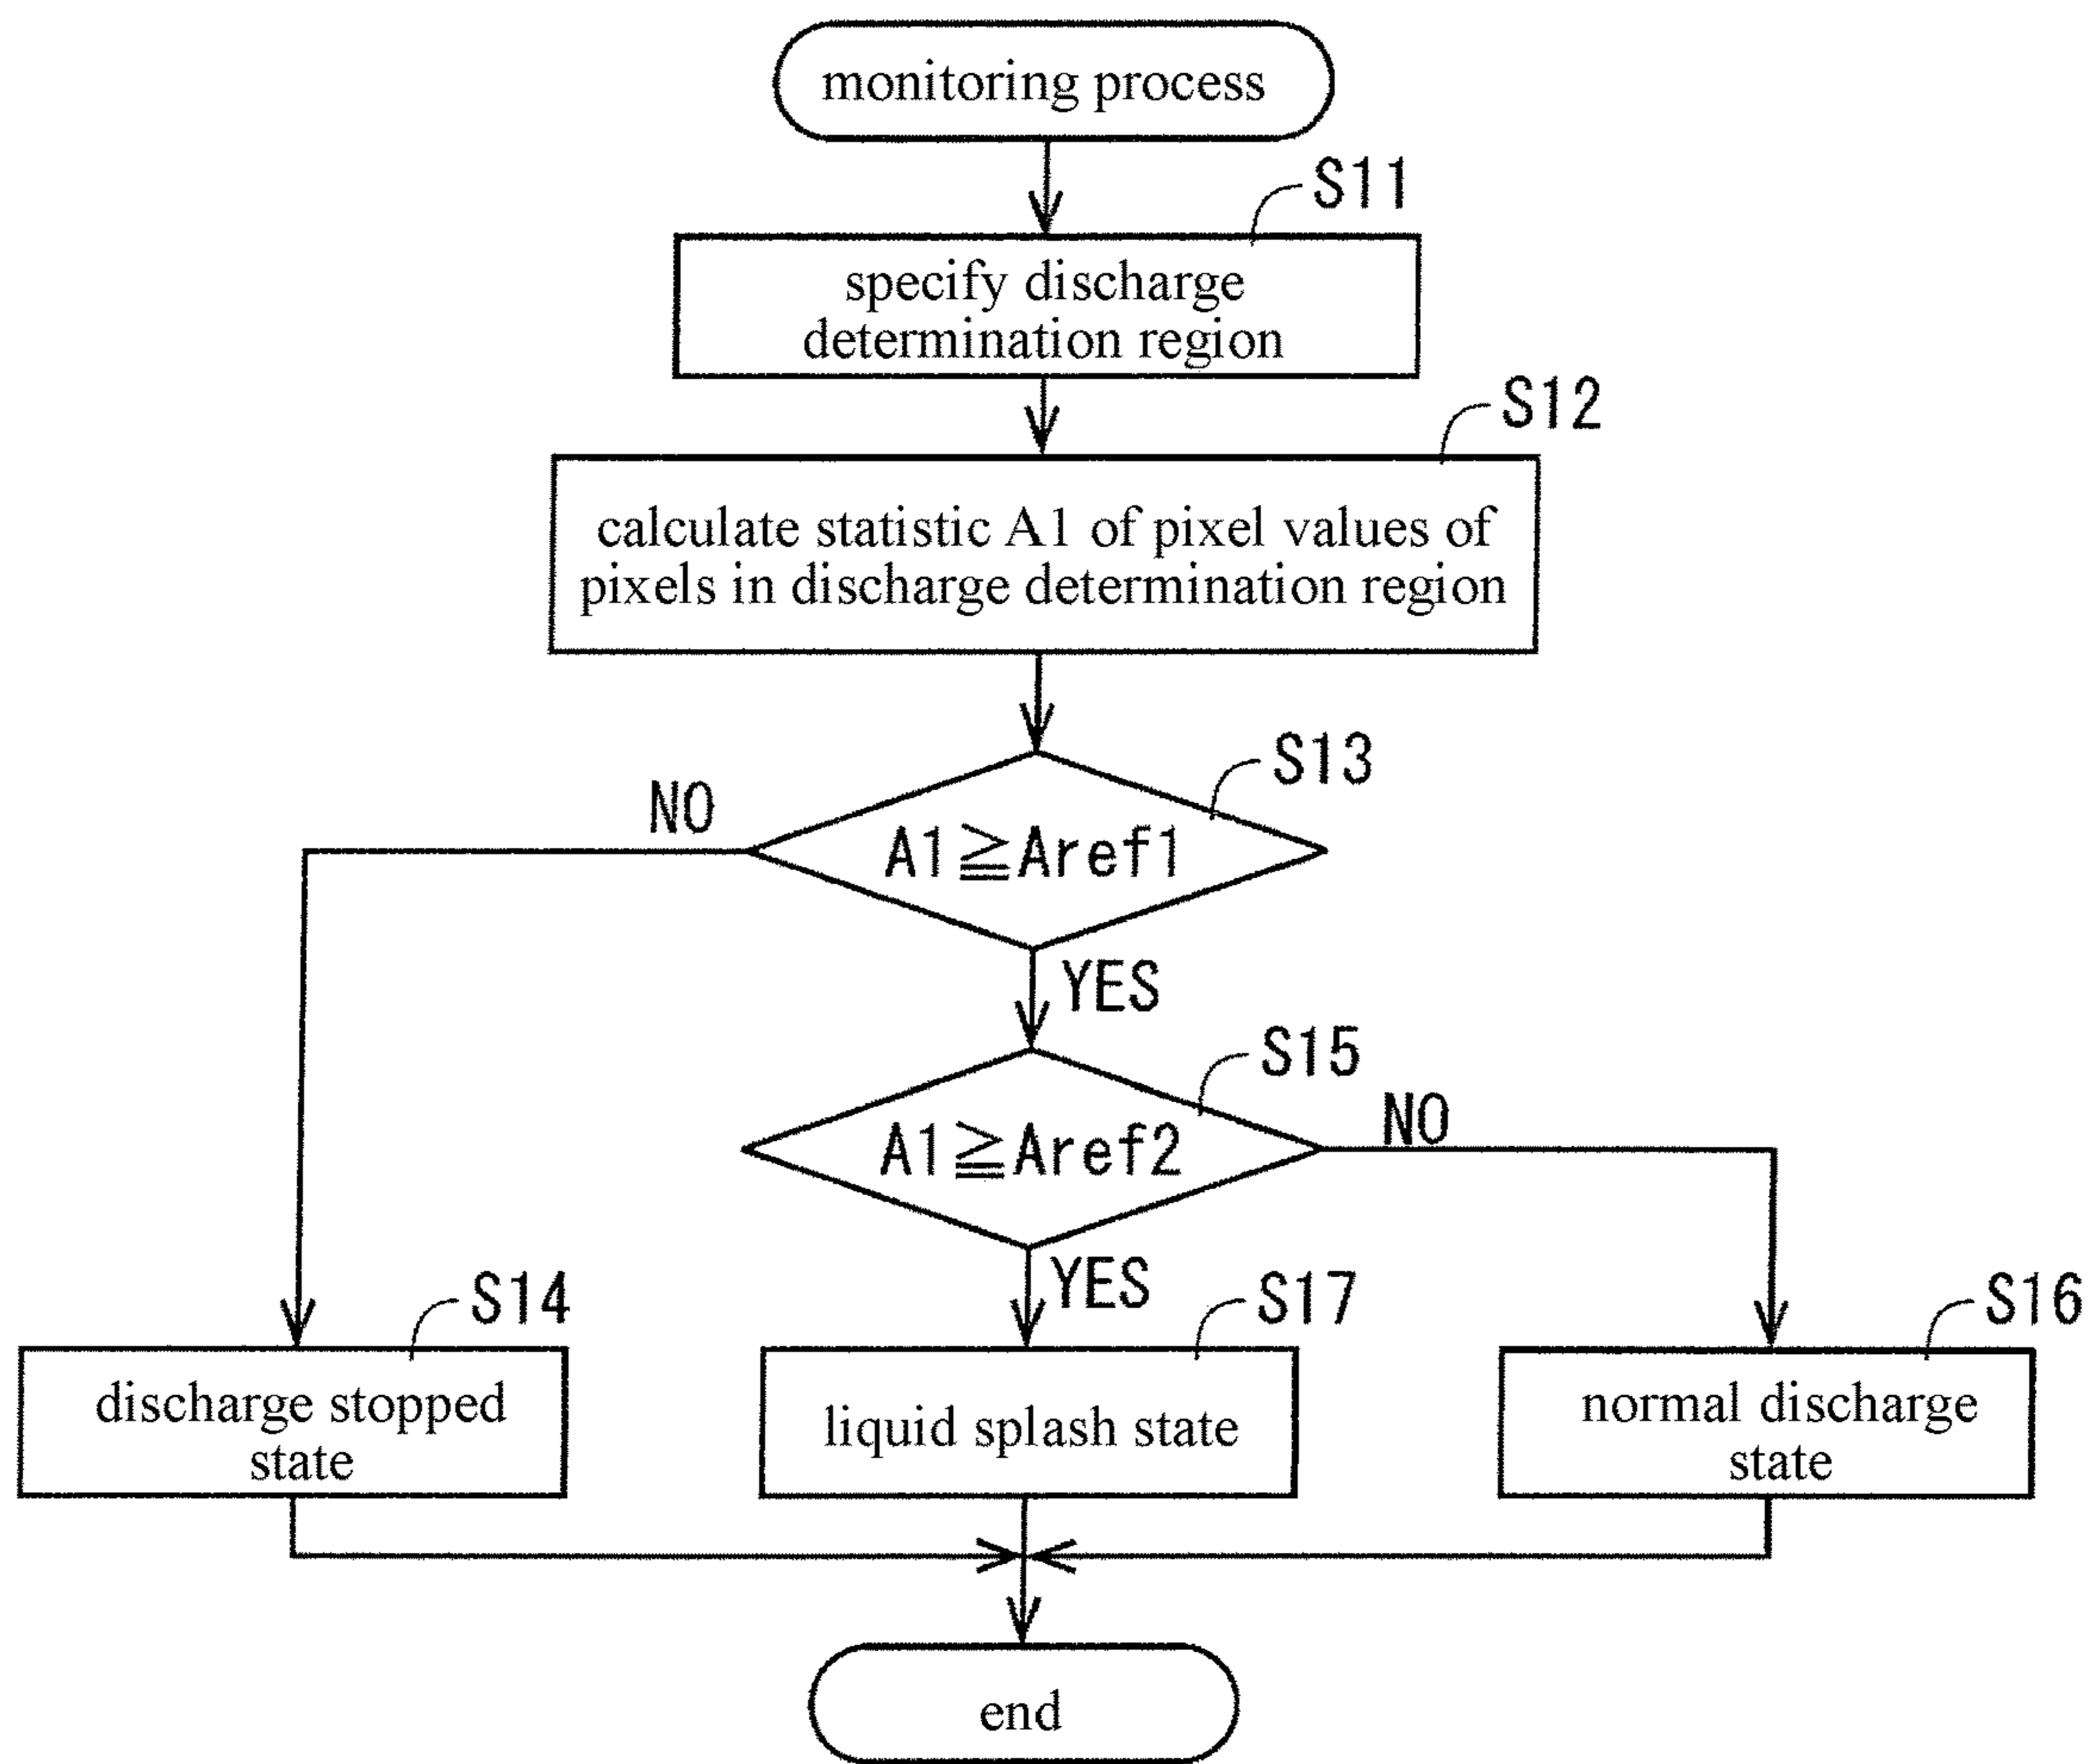 monitoring process
S11
specify discharge
determination region
S12
calculate statistic A1 of pixel values of
pixels in discharge determination region
S13
NO
A1≧Aref1
YES
S15
A1≧Aref2
NO
YES
S14
discharge stopped
state
S17
liquid splash state
S16
normal discharge
state
end